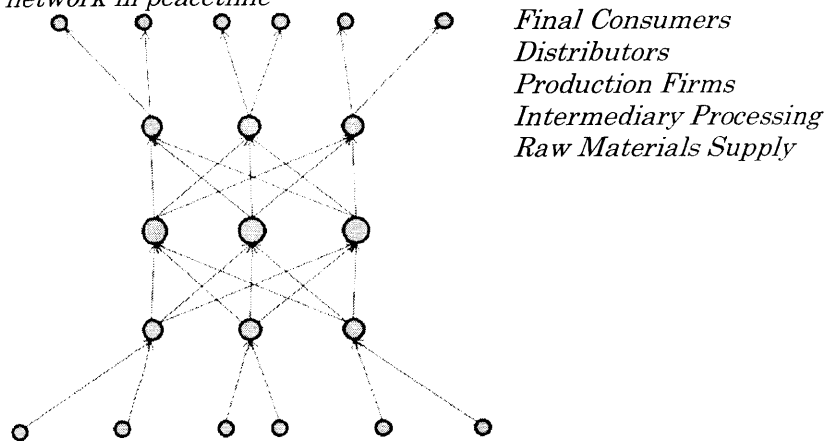 network in peacetime
Final Consumers
Distributors
Production Firms
Intermediary Processing
Raw Materials Supply